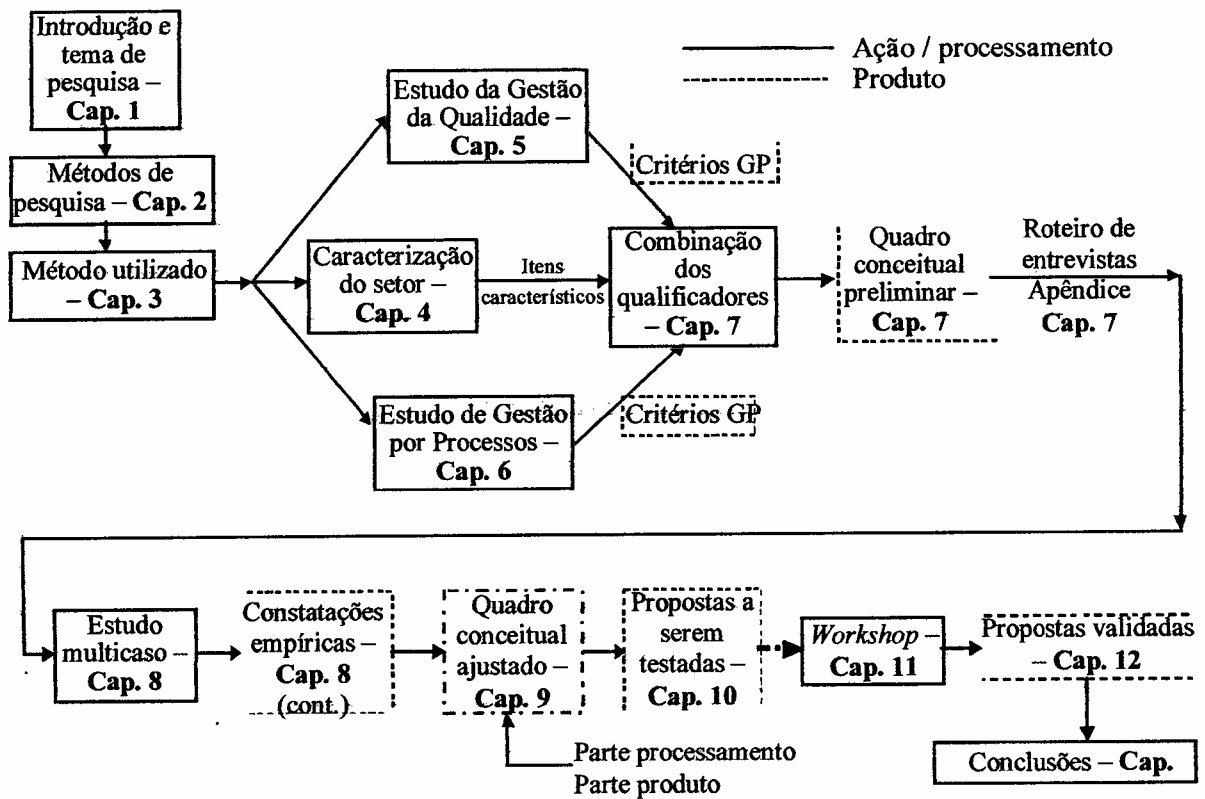 Introdução e
tema de
pesquisa –
Cap. 1
Métodos de
pesquisa – Cap. 2
Método utilizado
– Cap. 3
Ação / processamento
Produto
Estudo da Gestão
da Qualidade –
Cap. 5
Critérios GP
Caracterização
do setor –
Cap. 4
Itens
característicos
Combinação
dos
qualificadores
– Cap. 7
Quadro
conceitual
preliminar –
Cap. 7
Roteiro de
entrevistas
Apêndice
Cap. 7
Estudo de Gestão
por Processos –
Cap. 6
Critérios GP
Estudo
multicaso –
Cap. 8
Constatações
empíricas –
Cap. 8
(cont.)
Quadro
conceitual
ajustado –
Cap. 9
Propostas a
serem
testadas –
Cap. 10
Workshop –
Cap. 11
Propostas validadas
– Cap. 12
Parte processamento
Parte produto
Conclusões – Cap.